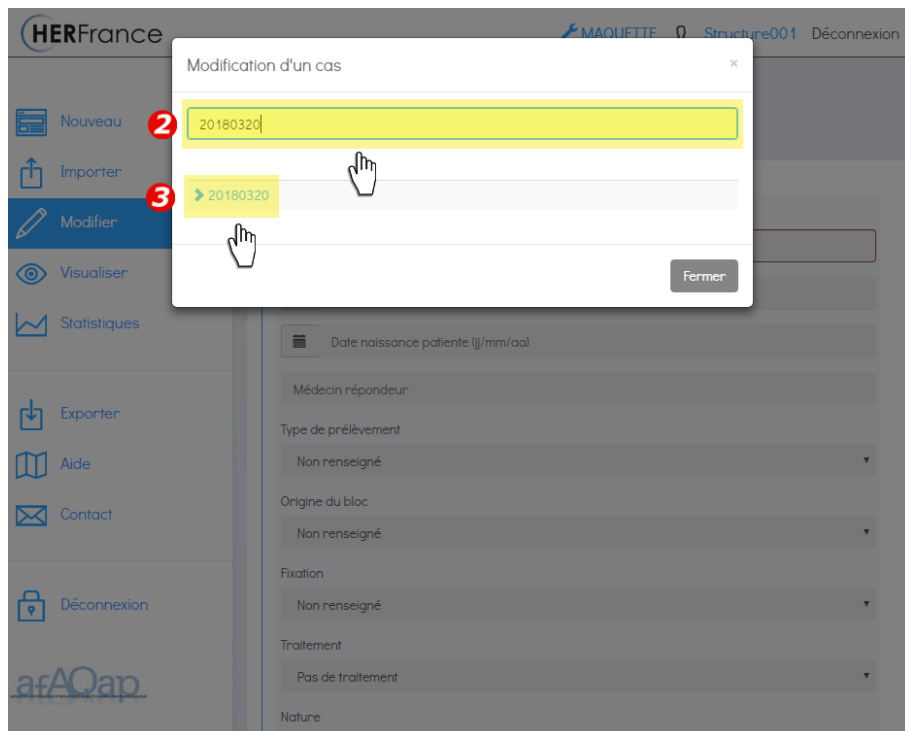 HERFrance
MAQUETTE Structure001 Déconnexion
Modification d'un cas ×
Nouveau
2 20180320
Importer
3 20180320
Modifier
Visualiser
Fermer
Statistiques
Date naissance patiente (jj/mm/aa)
Médecin répondeur
Exporter
Type de prélèvement
Aide
Non renseigné
Origine du bloc
Contact
Non renseigné
Fixation
Déconnexion
Non renseigné
Traitement
afAQap
Pas de traitement
Nature